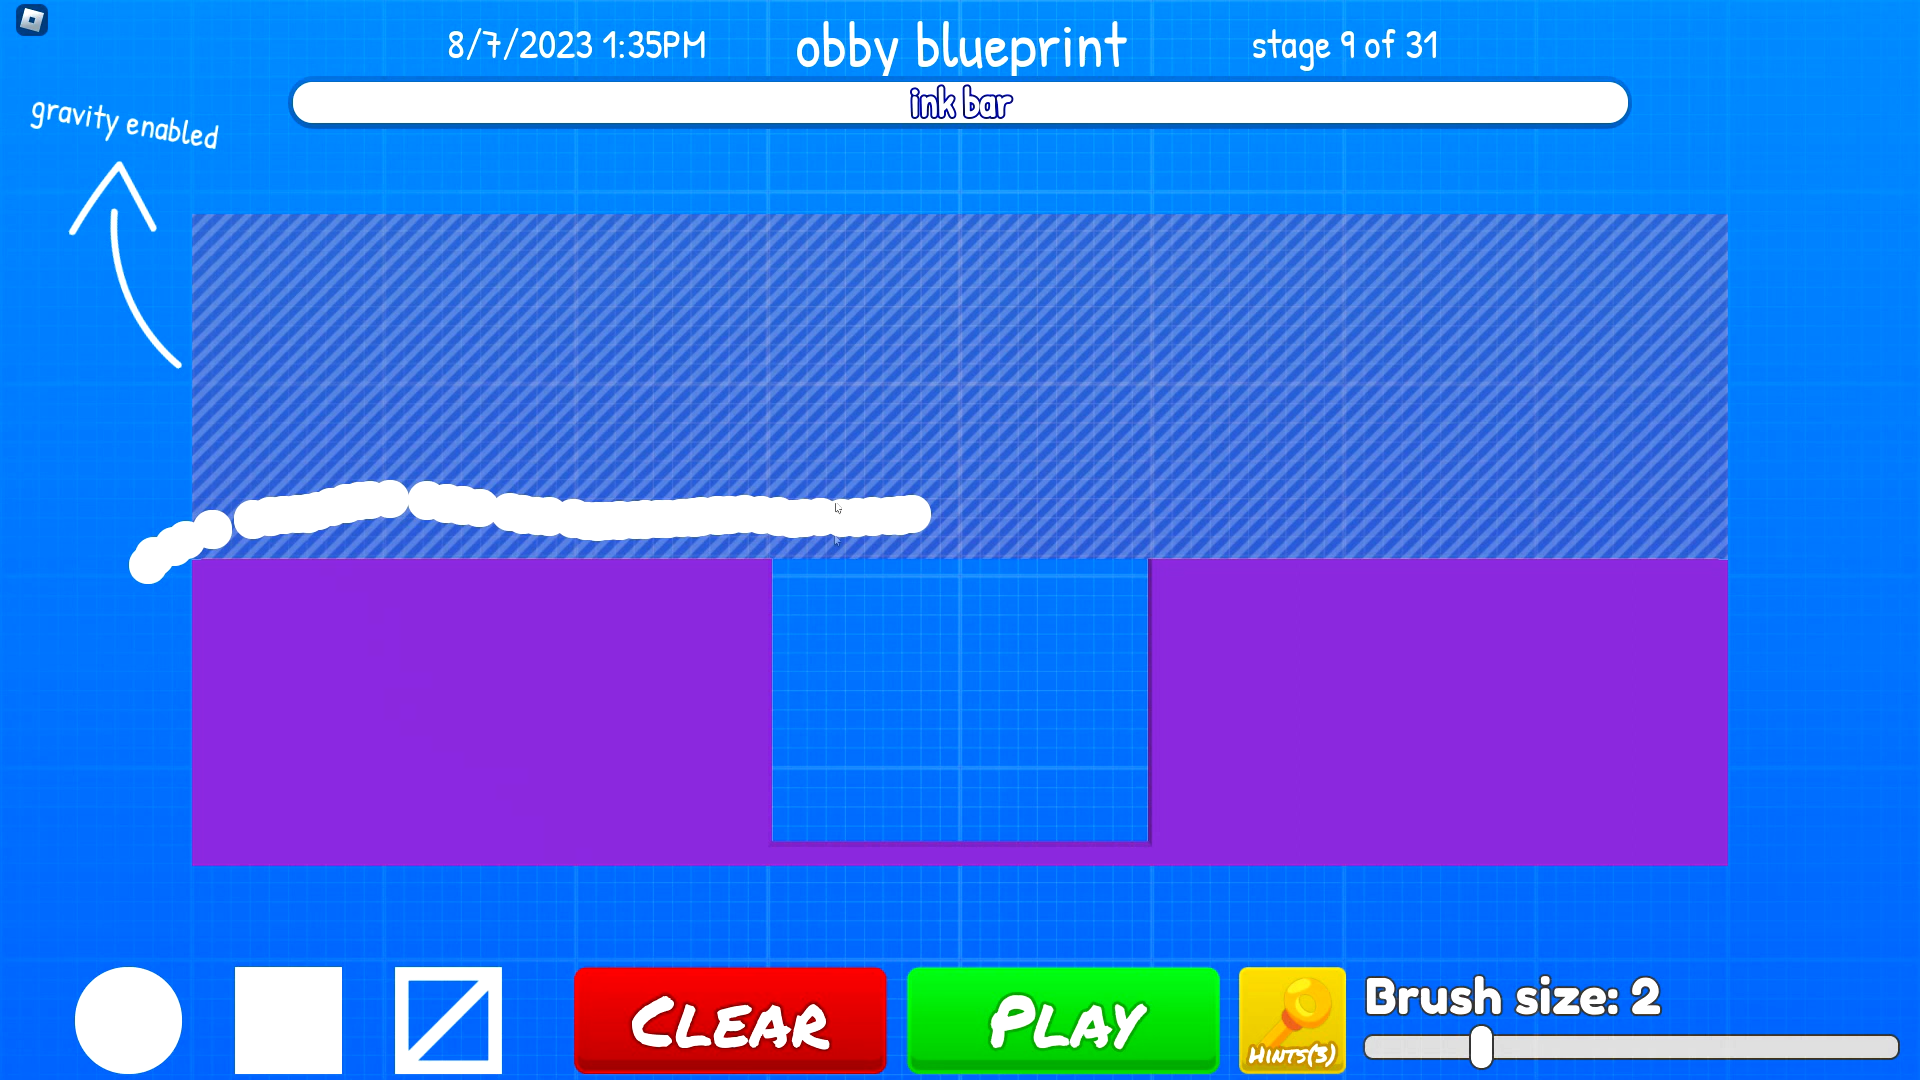 8/7/2023 1:35PM
obby blueprint
stage 9 of 31
ink bar
gravity enabled
CLEAR
PLAY
HINTS(3)
Brush size: 2